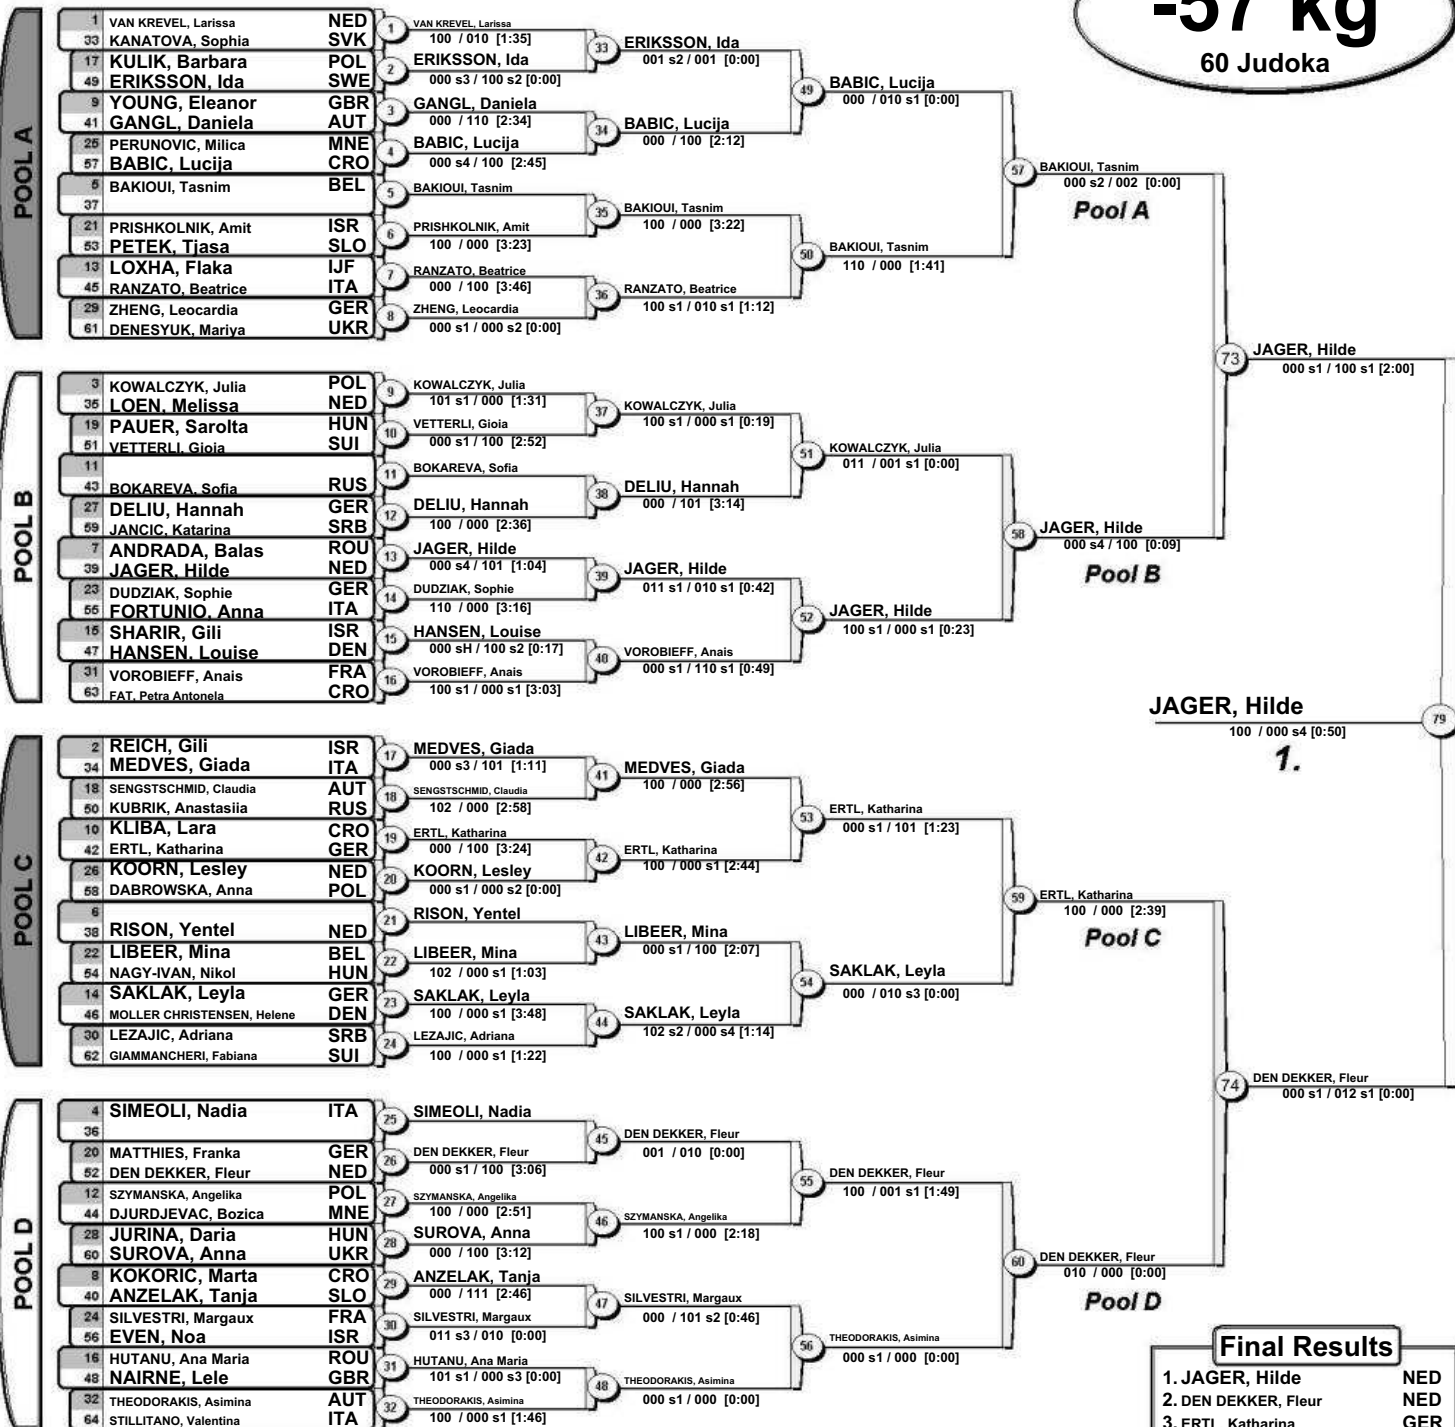 -57 kg
60 Judoka
POOL A
1 VAN KREVEL, Larissa NED
33 KANATOVA, Sophia SVK
17 KULIK, Barbara POL
49 ERIKSSON, Ida SWE
9 YOUNG, Eleanor GBR
41 GANGL, Daniela AUT
25 PERUNOVIC, Milica MNE
57 BABIC, Lucija CRO
5 BAKIOUI, Tasnim BEL
37
21 PRISHKOLNIK, Amit ISR
53 PETEK, Tjasa SLO
13 LOXHA, Flaka IJF
45 RANZATO, Beatrice ITA
29 ZHENG, Leocardia GER
61 DENESYUK, Mariya UKR
1 VAN KREVEL, Larissa
100 / 010 [1:35]
2 ERIKSSON, Ida
000 s3 / 100 s2 [0:00]
3 GANGL, Daniela
000 / 110 [2:34]
4 BABIC, Lucija
000 s4 / 100 [2:45]
5 BAKIOUI, Tasnim
6 PRISHKOLNIK, Amit
100 / 000 [3:23]
7 RANZATO, Beatrice
000 / 100 [3:46]
8 ZHENG, Leocardia
000 s1 / 000 s2 [0:00]
33 ERIKSSON, Ida
001 s2 / 001 [0:00]
34 BABIC, Lucija
000 / 100 [2:12]
35 BAKIOUI, Tasnim
100 / 000 [3:22]
36 RANZATO, Beatrice
100 s1 / 010 s1 [1:12]
49 BABIC, Lucija
000 / 010 s1 [0:00]
50 BAKIOUI, Tasnim
110 / 000 [1:41]
57 BAKIOUI, Tasnim
000 s2 / 002 [0:00]
Pool A
POOL B
3 KOWALCZYK, Julia POL
35 LOEN, Melissa NED
19 PAUER, Sarolta HUN
51 VETTERLI, Gioia SUI
11
43 BOKAREVA, Sofia RUS
27 DELIU, Hannah GER
59 JANCIC, Katarina SRB
7 ANDRADA, Balas ROU
39 JAGER, Hilde NED
23 DUDZIAK, Sophie GER
55 FORTUNIO, Anna ITA
15 SHARIR, Gili ISR
47 HANSEN, Louise DEN
31 VOROBIEFF, Anais FRA
63 FAT, Petra Antonela CRO
9 KOWALCZYK, Julia
101 s1 / 000 [1:31]
10 VETTERLI, Gioia
000 s1 / 100 [2:52]
11 BOKAREVA, Sofia
12 DELIU, Hannah
100 / 000 [2:36]
13 JAGER, Hilde
000 s4 / 101 [1:04]
14 DUDZIAK, Sophie
110 / 000 [3:16]
15 HANSEN, Louise
000 sH / 100 s2 [0:17]
16 VOROBIEFF, Anais
100 s1 / 000 s1 [3:03]
37 KOWALCZYK, Julia
100 s1 / 000 s1 [0:19]
38 DELIU, Hannah
000 / 101 [3:14]
39 JAGER, Hilde
011 s1 / 010 s1 [0:42]
40 VOROBIEFF, Anais
000 s1 / 110 s1 [0:49]
51 KOWALCZYK, Julia
011 / 001 s1 [0:00]
52 JAGER, Hilde
100 s1 / 000 s1 [0:23]
58 JAGER, Hilde
000 s4 / 100 [0:09]
Pool B
73 JAGER, Hilde
000 s1 / 100 s1 [2:00]
JAGER, Hilde 79
100 / 000 s4 [0:50]
1.
POOL C
2 REICH, Gili ISR
34 MEDVES, Giada ITA
18 SENGSTSCHMID, Claudia AUT
50 KUBRIK, Anastasiia RUS
10 KLIBA, Lara CRO
42 ERTL, Katharina GER
26 KOORN, Lesley NED
58 DABROWSKA, Anna POL
6
38 RISON, Yentel NED
22 LIBEER, Mina BEL
54 NAGY-IVAN, Nikol HUN
14 SAKLAK, Leyla GER
46 MOLLER CHRISTENSEN, Helene DEN
30 LEZAJIC, Adriana SRB
62 GIAMMANCHERI, Fabiana SUI
17 MEDVES, Giada
000 s3 / 101 [1:11]
18 SENGSTSCHMID, Claudia
102 / 000 [2:58]
19 ERTL, Katharina
000 / 100 [3:24]
20 KOORN, Lesley
000 s1 / 000 s2 [0:00]
21 RISON, Yentel
22 LIBEER, Mina
102 / 000 s1 [1:03]
23 SAKLAK, Leyla
100 / 000 s1 [3:48]
24 LEZAJIC, Adriana
100 / 000 s1 [1:22]
41 MEDVES, Giada
100 / 000 [2:56]
42 ERTL, Katharina
100 / 000 s1 [2:44]
43 LIBEER, Mina
000 s1 / 100 [2:07]
44 SAKLAK, Leyla
102 s2 / 000 s4 [1:14]
53 ERTL, Katharina
000 s1 / 101 [1:23]
54 SAKLAK, Leyla
000 / 010 s3 [0:00]
59 ERTL, Katharina
100 / 000 [2:39]
Pool C
74 DEN DEKKER, Fleur
000 s1 / 012 s1 [0:00]
POOL D
4 SIMEOLI, Nadia ITA
36
20 MATTHIES, Franka GER
52 DEN DEKKER, Fleur NED
12 SZYMANSKA, Angelika POL
44 DJURDJEVAC, Bozica MNE
28 JURINA, Daria HUN
60 SUROVA, Anna UKR
8 KOKORIC, Marta CRO
40 ANZELAK, Tanja SLO
24 SILVESTRI, Margaux FRA
56 EVEN, Noa ISR
16 HUTANU, Ana Maria ROU
48 NAIRNE, Lele GBR
32 THEODORAKIS, Asimina AUT
64 STILLITANO, Valentina ITA
25 SIMEOLI, Nadia
26 DEN DEKKER, Fleur
000 s1 / 100 [3:06]
27 SZYMANSKA, Angelika
100 / 000 [2:51]
28 SUROVA, Anna
000 / 100 [3:12]
29 ANZELAK, Tanja
000 / 111 [2:46]
30 SILVESTRI, Margaux
011 s3 / 010 [0:00]
31 HUTANU, Ana Maria
101 s1 / 000 s3 [0:00]
32 THEODORAKIS, Asimina
100 / 000 s1 [1:46]
45 DEN DEKKER, Fleur
001 / 010 [0:00]
46 SZYMANSKA, Angelika
100 s1 / 000 [2:18]
47 SILVESTRI, Margaux
000 / 101 s2 [0:46]
48 THEODORAKIS, Asimina
000 s1 / 000 [0:00]
55 DEN DEKKER, Fleur
100 / 001 s1 [1:49]
56 THEODORAKIS, Asimina
000 s1 / 000 [0:00]
60 DEN DEKKER, Fleur
010 / 000 [0:00]
Pool D
Final Results
1. JAGER, Hilde NED
2. DEN DEKKER, Fleur NED
3. ERTL, Katharina GER